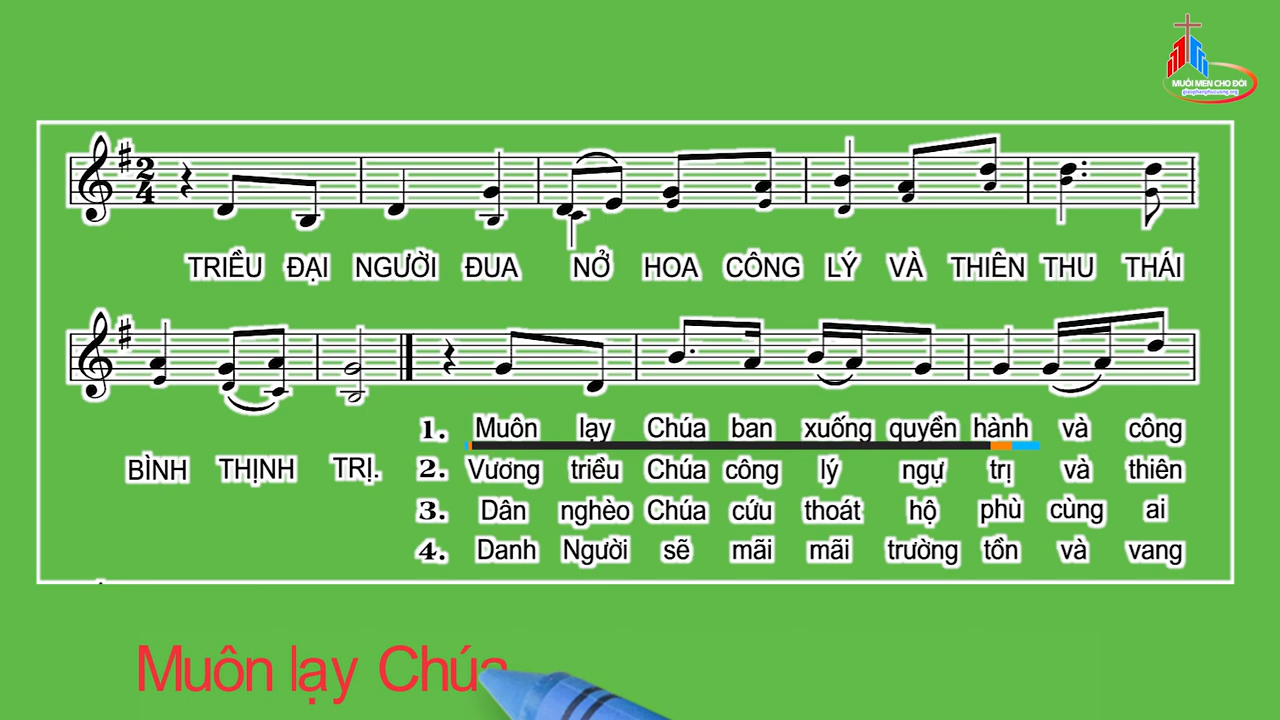 MUỐI MEN CHO ĐỜI
giaophanphucuong.org
TRIỀU ĐẠI NGƯỜI ĐUA NỞ HOA CÔNG LÝ VÀ THIÊN THU THÁI
1. Muôn lạy Chúa ban xuống quyền hành và công
BÌNH THỊNH TRỊ. 2. Vương triều Chúa công lý ngự trị và thiên
3. Dân nghèo Chúa cứu thoát hộ phù cùng ai
4. Danh Người sẽ mãi mãi trường tồn và vang
Muôn lạy Chúa